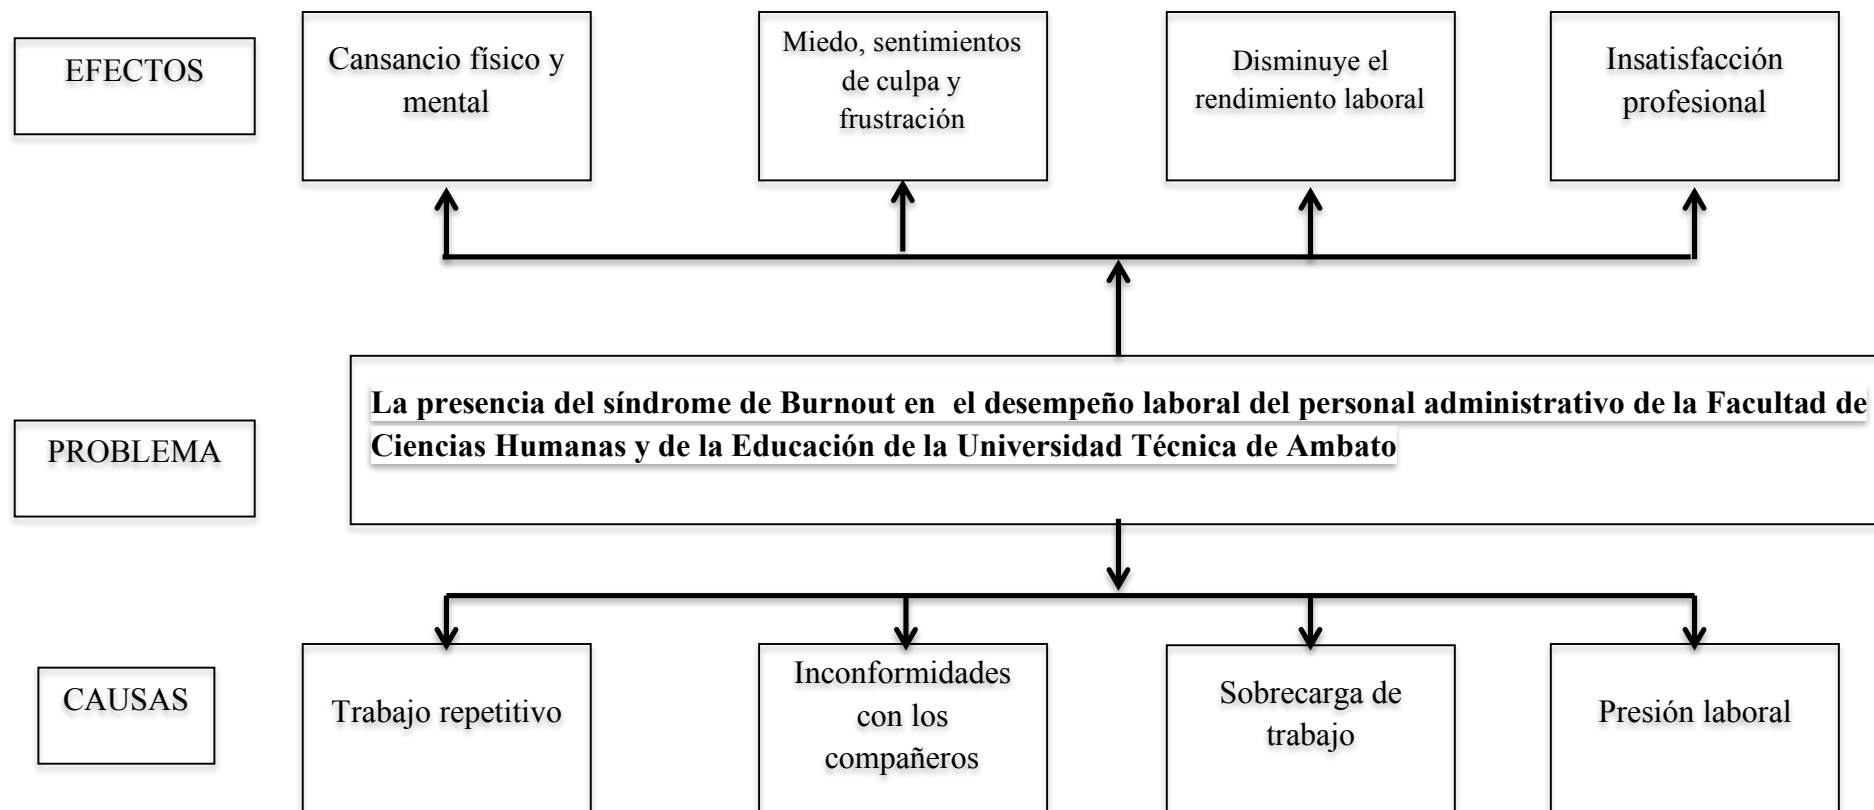 EFECTOS
Cansancio físico y
mental
Miedo, sentimientos
de culpa y
frustración
Disminuye el
rendimiento laboral
Insatisfacción
profesional
PROBLEMA
La presencia del síndrome de Burnout en  el desempeño laboral del personal administrativo de la Facultad de
Ciencias Humanas y de la Educación de la Universidad Técnica de Ambato
CAUSAS
Trabajo repetitivo
Inconformidades
con los
compañeros
Sobrecarga de
trabajo
Presión laboral